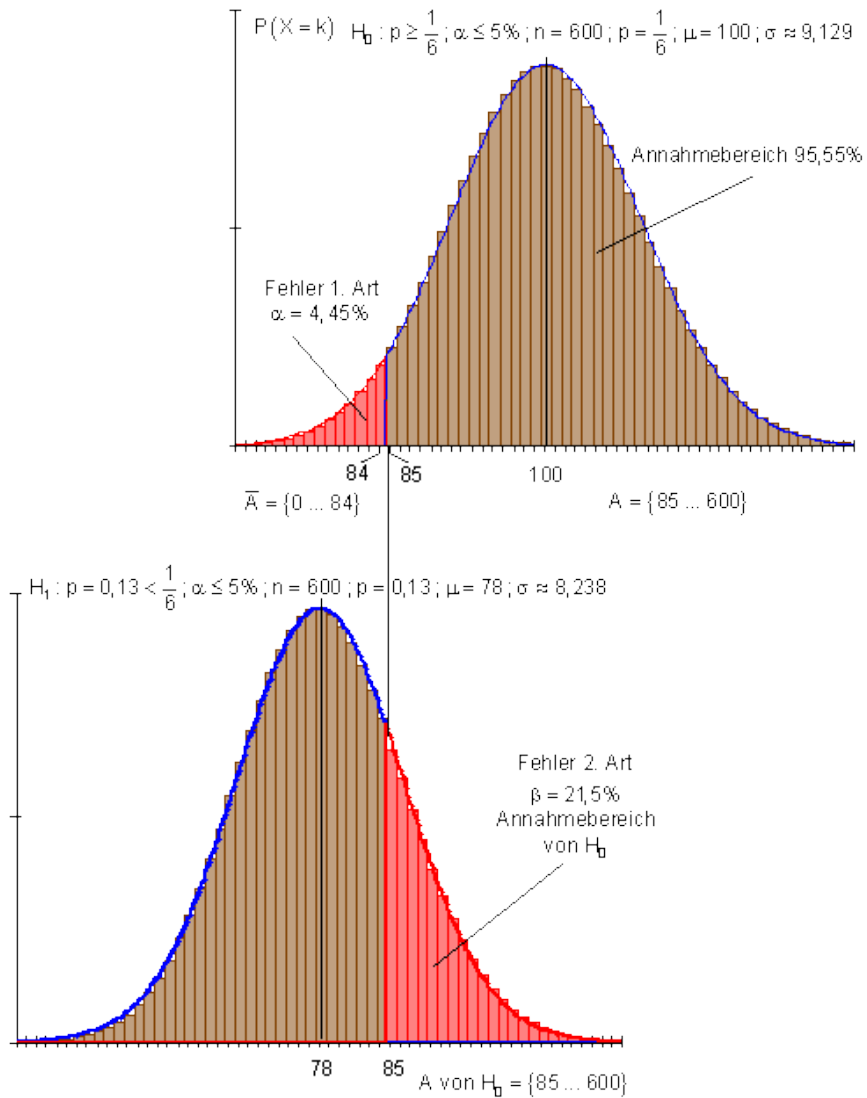 P(X = k) H₀ : p ≥ 1/6 ; α ≤ 5% ; n = 600 ; p = 1/6 ; μ = 100 ; σ ≈ 9,129
Annahmebereich 95,55%
Fehler 1. Art
α = 4,45%
84 85 100
A̅ = {0 ... 84} A = {85 ... 600}
H₁ : p = 0,13 < 1/6 ; α ≤ 5% ; n = 600 ; p = 0,13 ; μ = 78 ; σ ≈ 8,238
Fehler 2. Art
β = 21,5%
Annahmebereich
von H₀
78 85
A von H₀ = {85 ... 600}